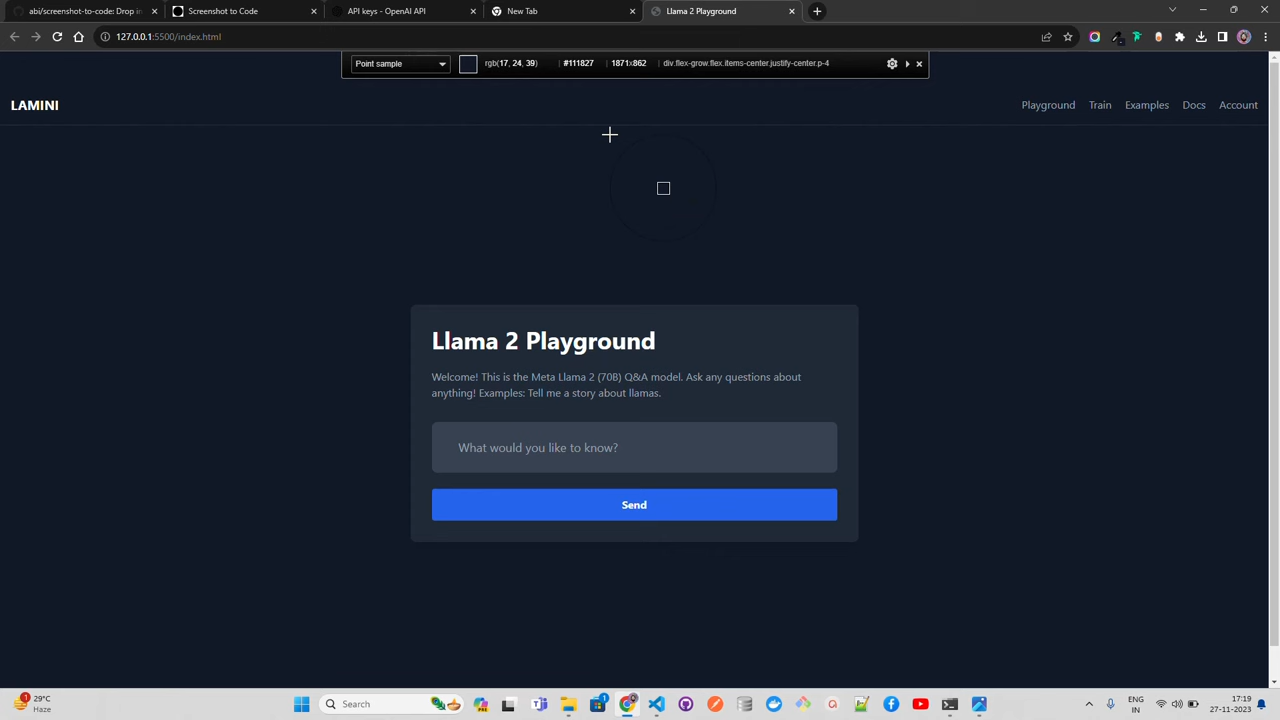 abi/screenshot-to-code: Drop in
Screenshot to Code
API keys - OpenAI API
New Tab
Llama 2 Playground
127.0.0.1:5500/index.html
Point sample
rgb(17, 24, 39)
#111827
1871x862
div.flex-grow.flex.items-center.justify-center.p-4
LAMINI
Playground
Train
Examples
Docs
Account
Llama 2 Playground
Welcome! This is the Meta Llama 2 (70B) Q&A model. Ask any questions about
anything! Examples: Tell me a story about llamas.
What would you like to know?
Send
1
29°C
Haze
Search
PRE
1
ENG
IN
17:19
27-11-2023